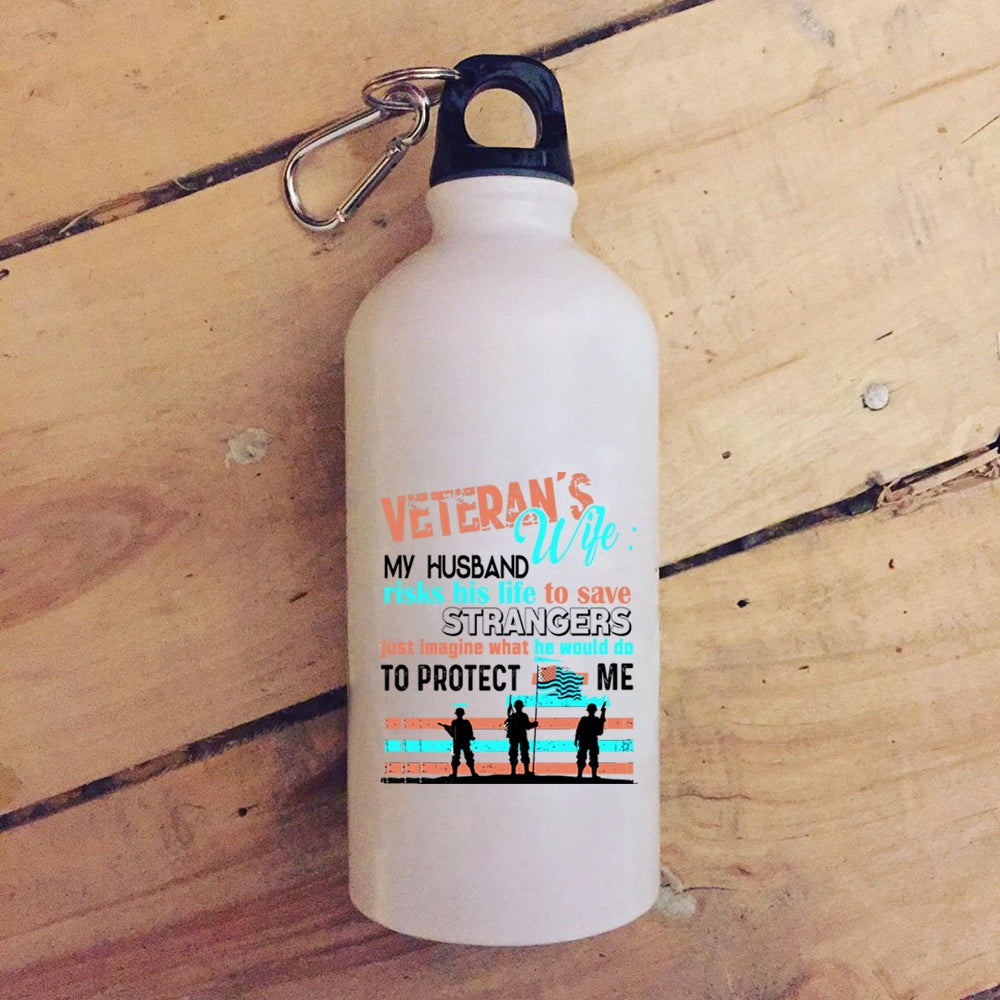 VETERAN'S
Wife :
MY HUSBAND
risks his life to save
STRANGERS
just imagine what he would do
TO PROTECT ME